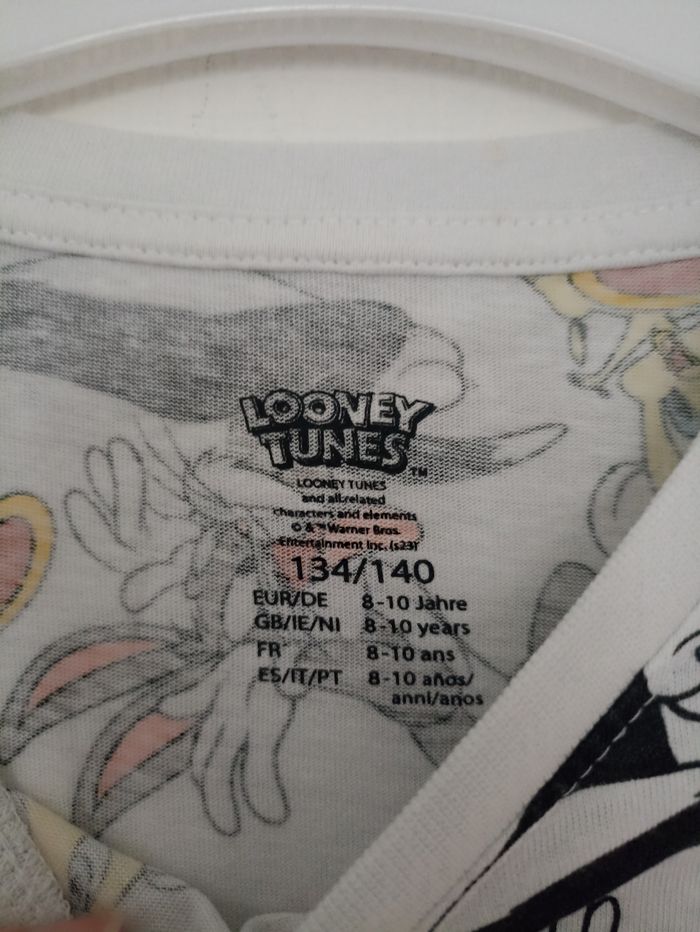 LOONEY
TUNES™
LOONEY TUNES
and all related
characters and elements
© & ™ Warner Bros.
Entertainment Inc. (s23)
134/140
EUR/DE 8-10 Jahre
GB/IE/NI 8-10 years
FR 8-10 ans
ES/IT/PT 8-10 años/
anni/anos